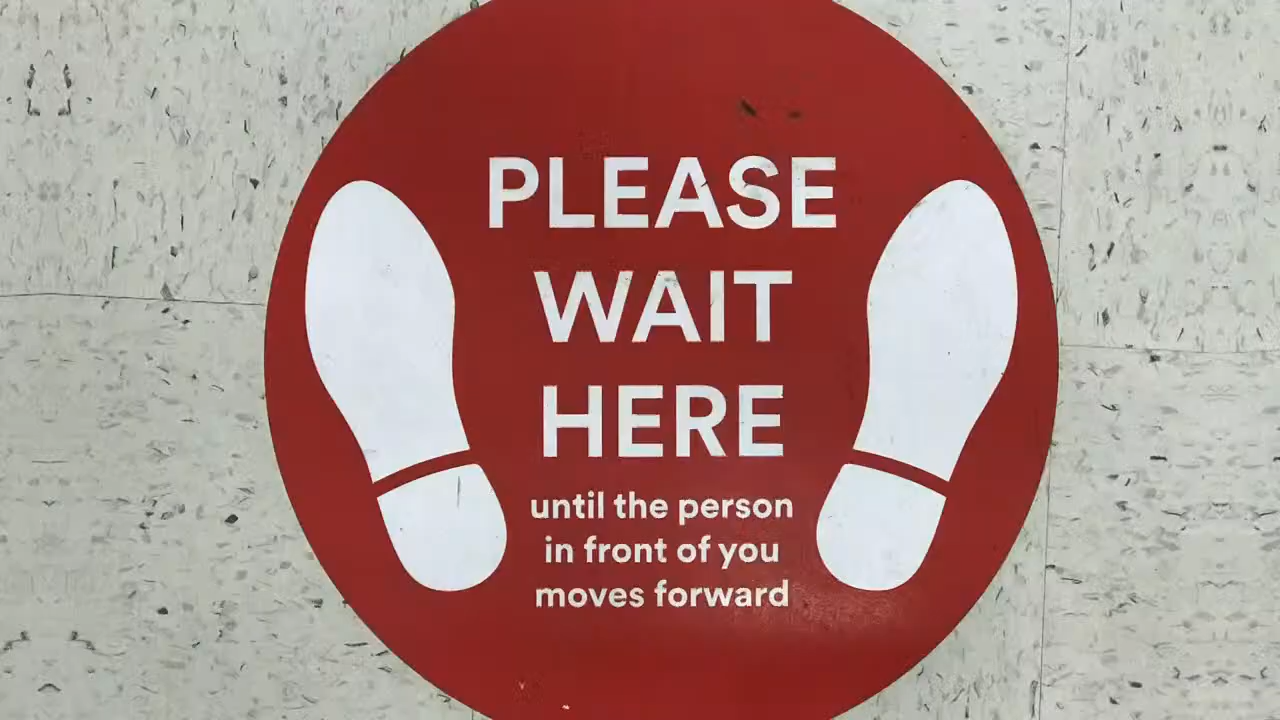 PLEASE
WAIT
HERE
until the person
in front of you
moves forward